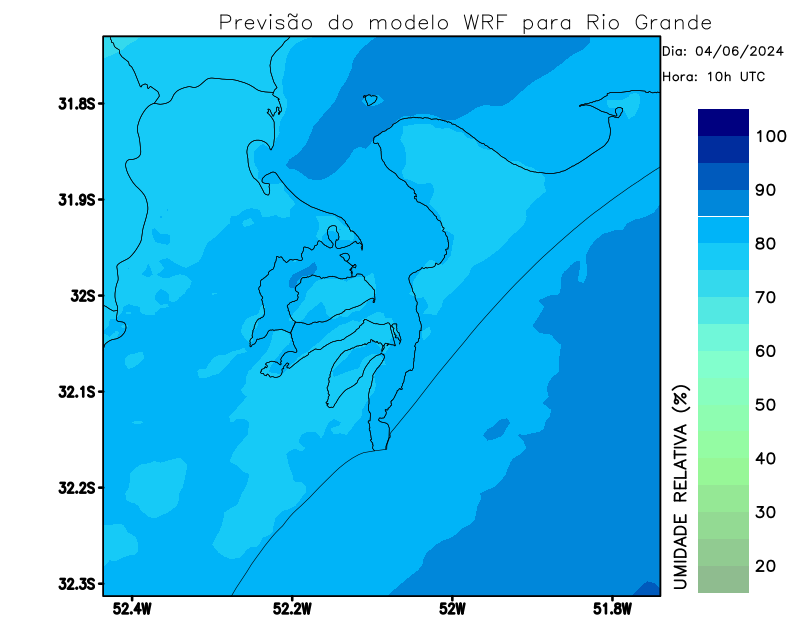 Previsão do modelo WRF para Rio Grande
Dia: 04/06/2024
Hora: 10h UTC
31.8S
31.9S
32S
32.1S
32.2S
32.3S
52.4W
52.2W
52W
51.8W
100
90
80
70
60
50
40
30
20
UMIDADE RELATIVA (%)